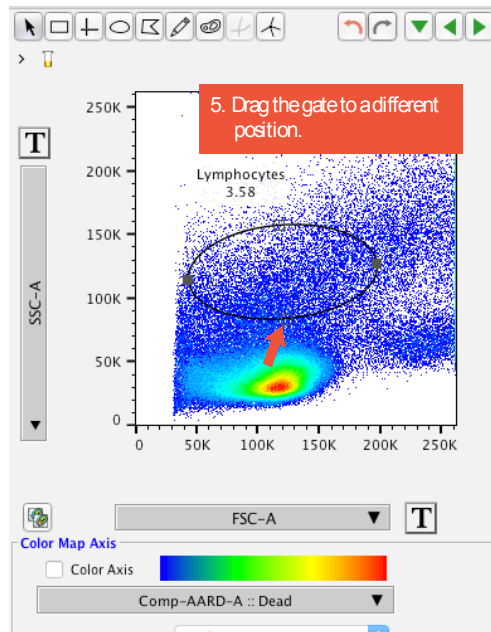 >
250K
5. Drag the gate to a different
position.
T
200K
Lymphocytes
3.58
150K
SSC-A
100K
50K
0
0 50K 100K 150K 200K 250K
FSC-A
T
Color Map Axis
Color Axis
Comp-AARD-A :: Dead